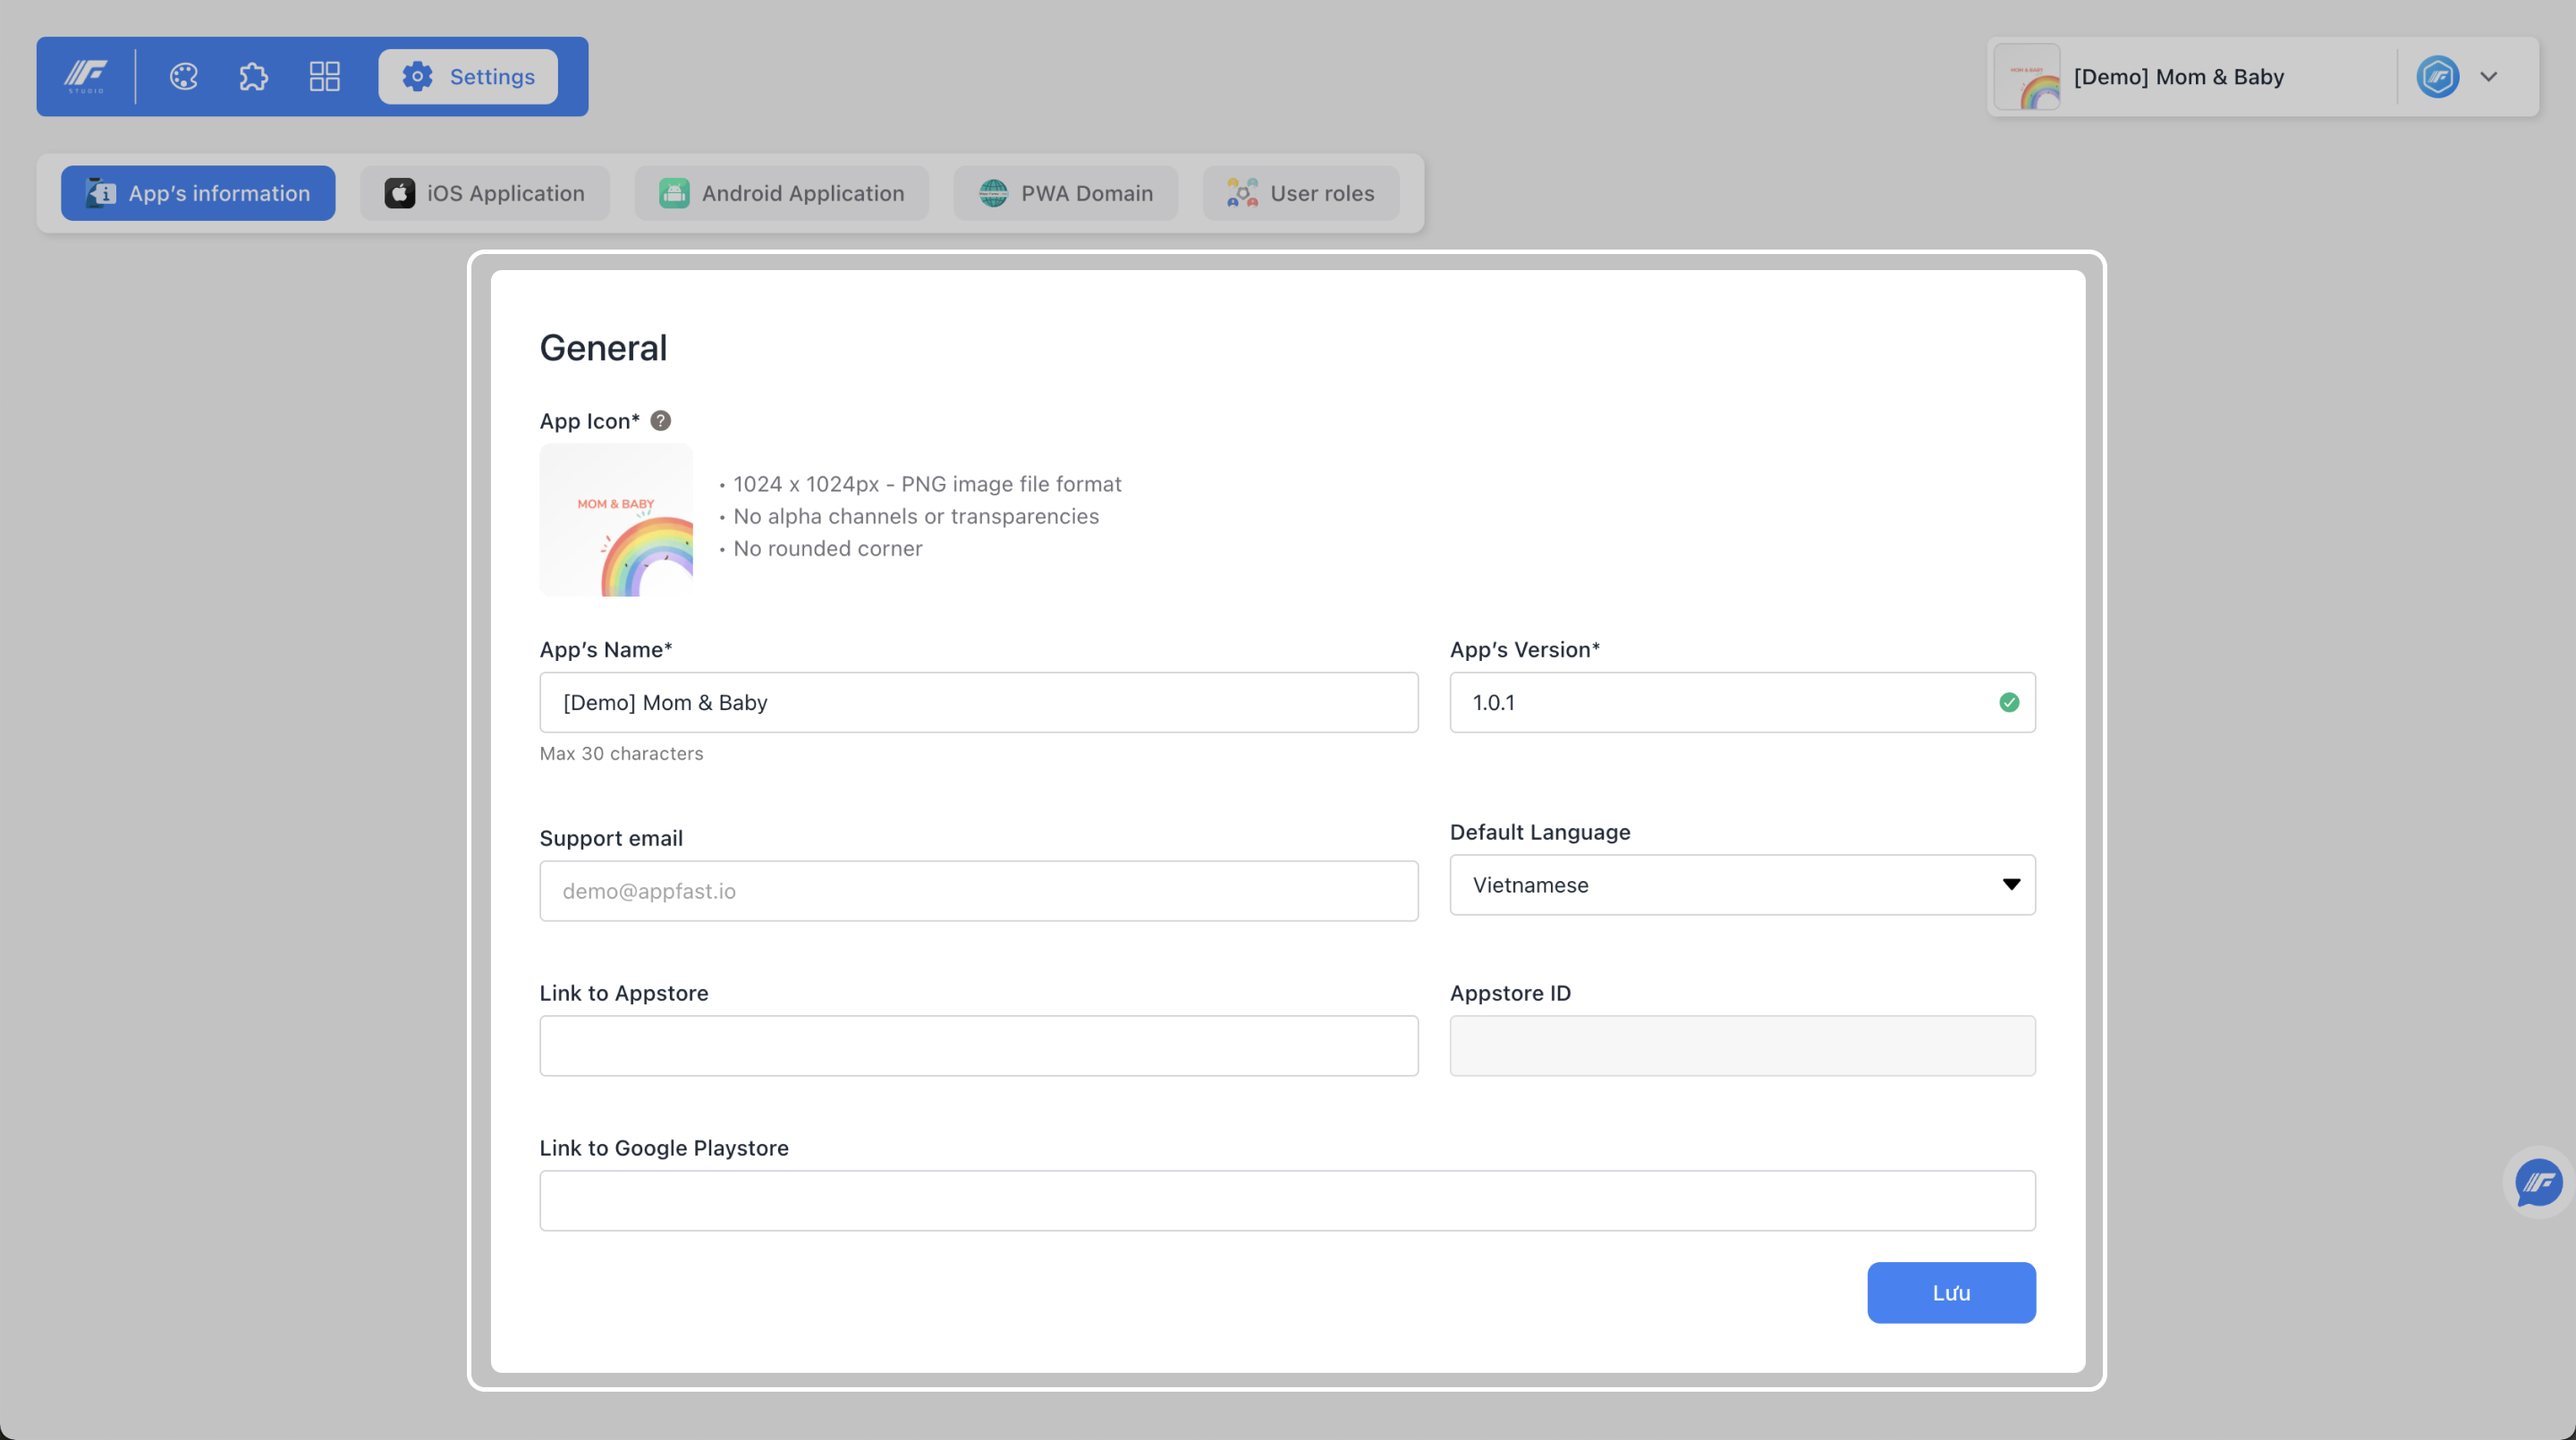 STUDIO
Settings
[Demo] Mom & Baby
App's information
iOS Application
Android Application
PWA Domain
User roles
General
App Icon*
?
MOM & BABY
• 1024 x 1024px - PNG image file format
• No alpha channels or transparencies
• No rounded corner
App's Name*
App's Version*
[Demo] Mom & Baby
1.0.1
Max 30 characters
Support email
Default Language
demo@appfast.io
Vietnamese
Link to Appstore
Appstore ID
Link to Google Playstore
Lưu